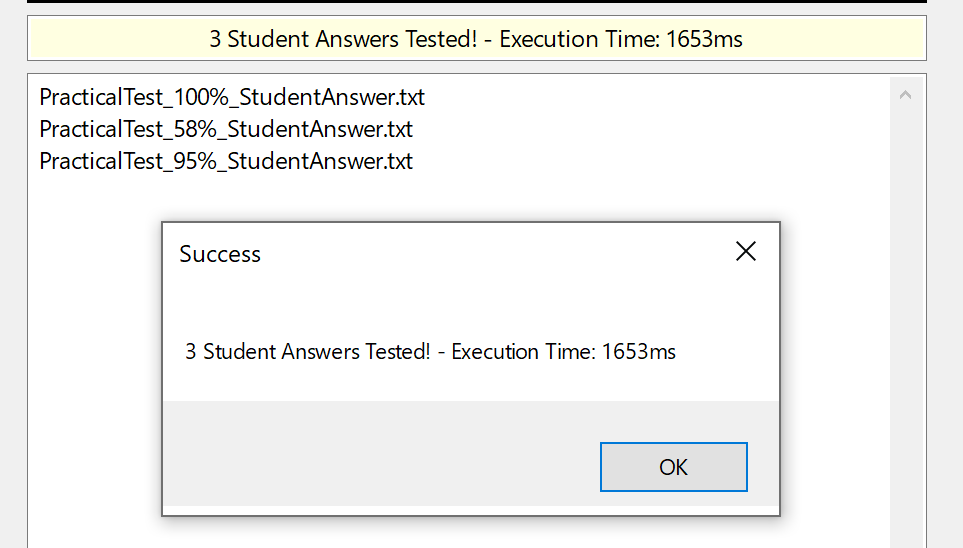 3 Student Answers Tested! - Execution Time: 1653ms
PracticalTest_100%_StudentAnswer.txt
PracticalTest_58%_StudentAnswer.txt
PracticalTest_95%_StudentAnswer.txt
Success
3 Student Answers Tested! - Execution Time: 1653ms
OK